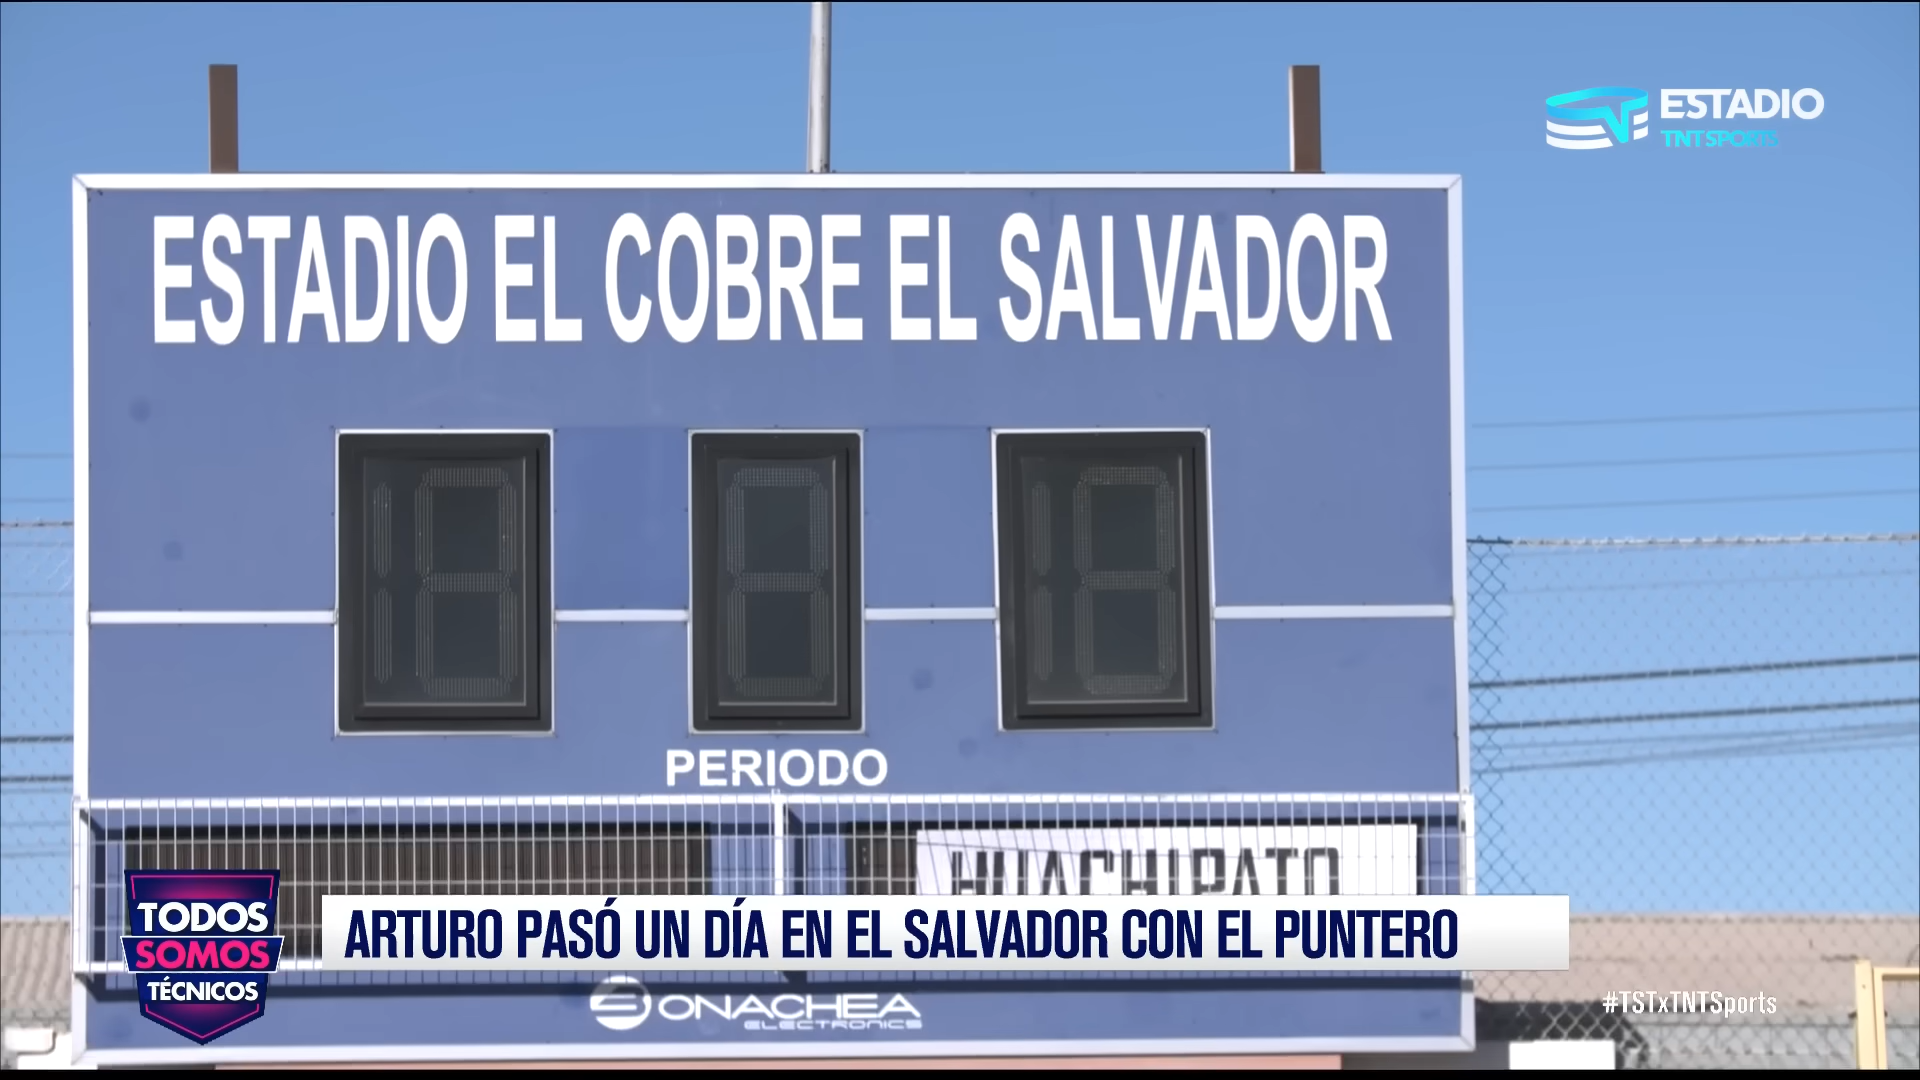 ESTADIO
TNT SPORTS
ESTADIO EL COBRE EL SALVADOR
PERIODO
HUACHIPATO
TODOS
SOMOS
TÉCNICOS
ARTURO PASÓ UN DÍA EN EL SALVADOR CON EL PUNTERO
SONACHEA
ELECTRONICS
#TSTxTNTSports